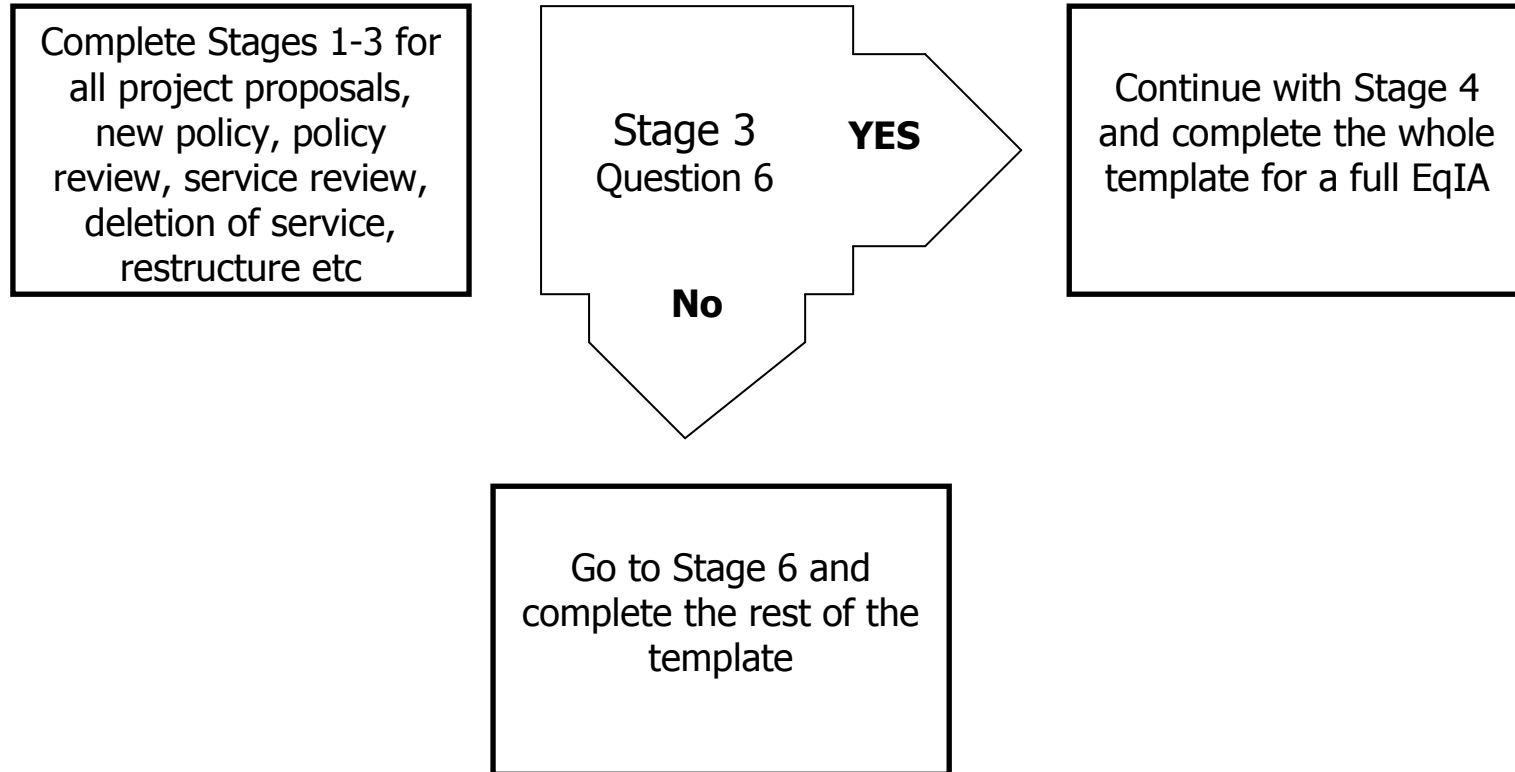 Complete Stages 1-3 for
all project proposals,
new policy, policy
review, service review,
deletion of service,
restructure etc
Stage 3
Question 6
YES
No
Continue with Stage 4
and complete the whole
template for a full EqIA
Go to Stage 6 and
complete the rest of the
template